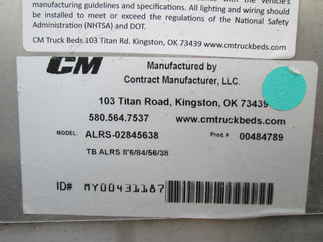 manufacturing guidelines and specifications. All lighting and wiring should
be installed to meet or exceed the regulations of the National Safety
Administration (NHTSA) and DOT.
CM Truck Beds 103 Titan Rd. Kingston, OK 73439 www.cmtruckbeds.com
CM
Manufactured by
Contract Manufacturer, LLC.
103 Titan Road, Kingston, OK 73439
580.564.7537 www.cmtruckbeds.com
MODEL: ALRS-02845638 Prod. # 00484789
TB ALRS 8'6/84/56/38
ID# MY00431187